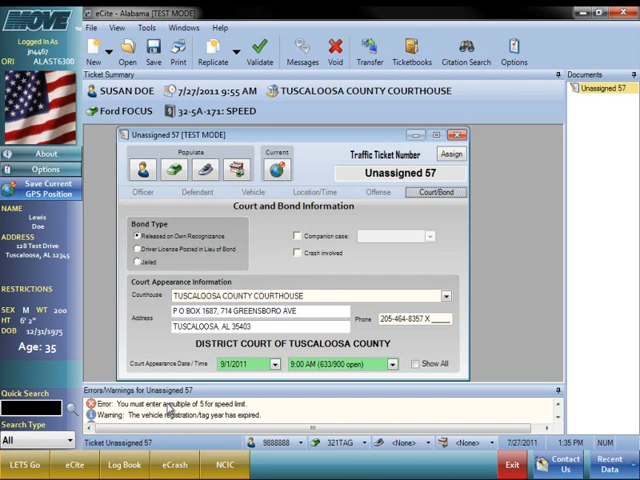 MOVE
eCite - Alabama [TEST MODE]
Logged In As
jn4467
ORI ALAST6300
File View Tools Windows Help
New Open Save Print Replicate Validate Messages Void Transfer Ticketbooks Citation Search Options
Ticket Summary
Documents
SUSAN DOE 7/27/2011 9:55 AM TUSCALOOSA COUNTY COURTHOUSE
Unassigned 57
Ford FOCUS 32-5A-171: SPEED
Unassigned 57 [TEST MODE]
Populate
Current
Traffic Ticket Number
Assign
Unassigned 57
About
Options
Save Current
GPS Position
Officer Defendant Vehicle Location/Time Offense Court/Bond
Court and Bond Information
NAME
Lewis
Doe
ADDRESS
128 Test Drive
Tuscaloosa, AL 12345
RESTRICTIONS
SEX M WT 200
HT 6' 2"
DOB 12/31/1975
Age: 35
Bond Type
Released on Own Recognizance
Driver License Posted in Lieu of Bond
Jailed
Companion case:
Crash involved
Court Appearance Information
Courthouse TUSCALOOSA COUNTY COURTHOUSE
Address P O BOX 1687, 714 GREENSBORO AVE
TUSCALOOSA, AL 35403
Phone 205-464-8357 X ____
DISTRICT COURT OF TUSCALOOSA COUNTY
Court Appearance Date / Time 9/1/2011 9:00 AM (633/900 open) Show All
Quick Search
Search Type
All
Errors/Warnings for Unassigned 57
Error: You must enter a multiple of 5 for speed limit.
Warning: The vehicle registration/tag year has expired.
Ticket Unassigned 57 9888888 321TAG <None> <None> 7/27/2011 1:35 PM NUM
LETS Go eCite Log Book eCrash NCIC Exit Contact Us Recent Data